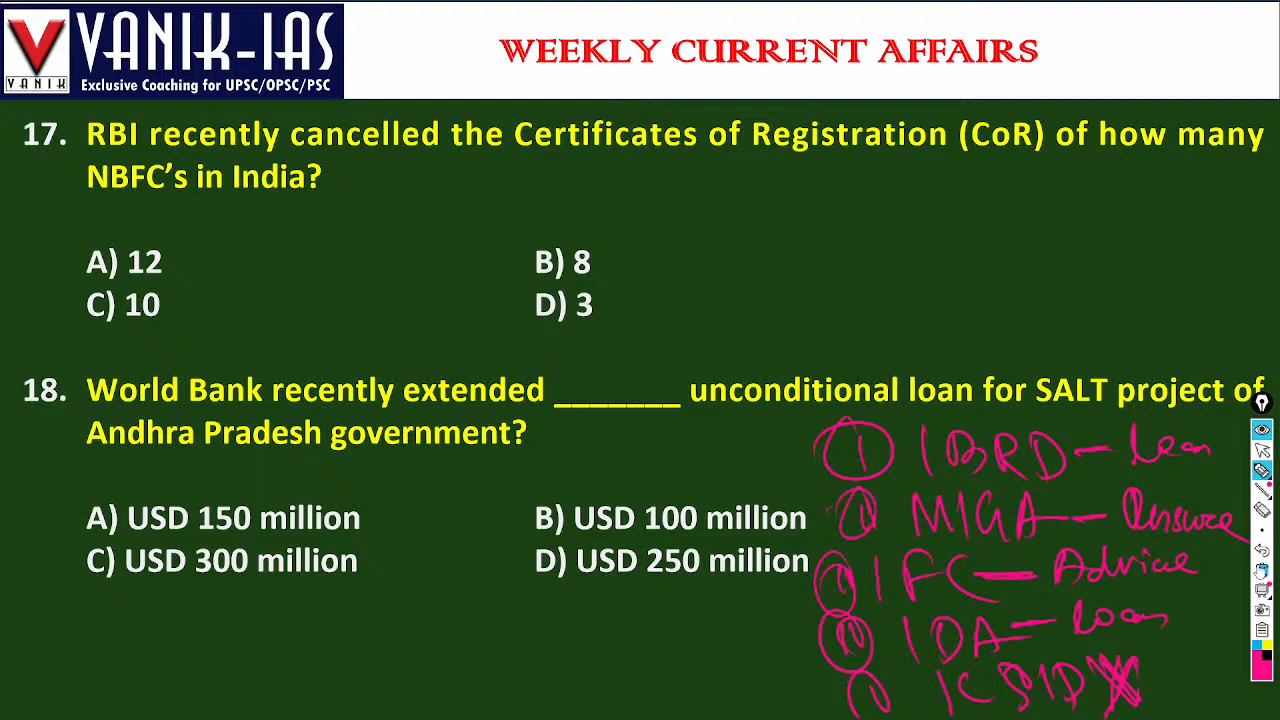 VANIK-IAS
VANIK
Exclusive Coaching for UPSC/OPSC/PSC
WEEKLY CURRENT AFFAIRS
17. RBI recently cancelled the Certificates of Registration (CoR) of how many
NBFC’s in India?
A) 12
B) 8
C) 10
D) 3
18. World Bank recently extended _______ unconditional loan for SALT project of
Andhra Pradesh government?
A) USD 150 million
B) USD 100 million
C) USD 300 million
D) USD 250 million
1 IBRD – loan
MIGA –
IFC – Advice
IDA – loan
ICSID X